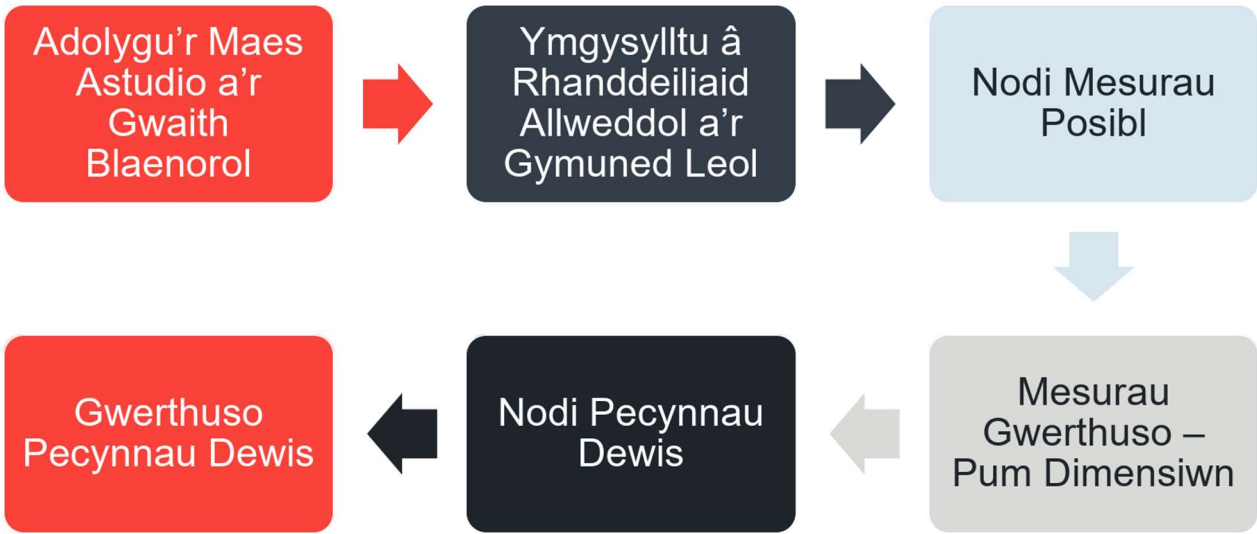 Adolygu’r Maes
Astudio a’r
Gwaith
Blaenorol
Ymgysylltu â
Rhanddeiliaid
Allweddol a’r
Gymuned Leol
Nodi Mesurau
Posibl
Mesurau
Gwerthuso –
Pum Dimensiwn
Nodi Pecynnau
Dewis
Gwerthuso
Pecynnau Dewis